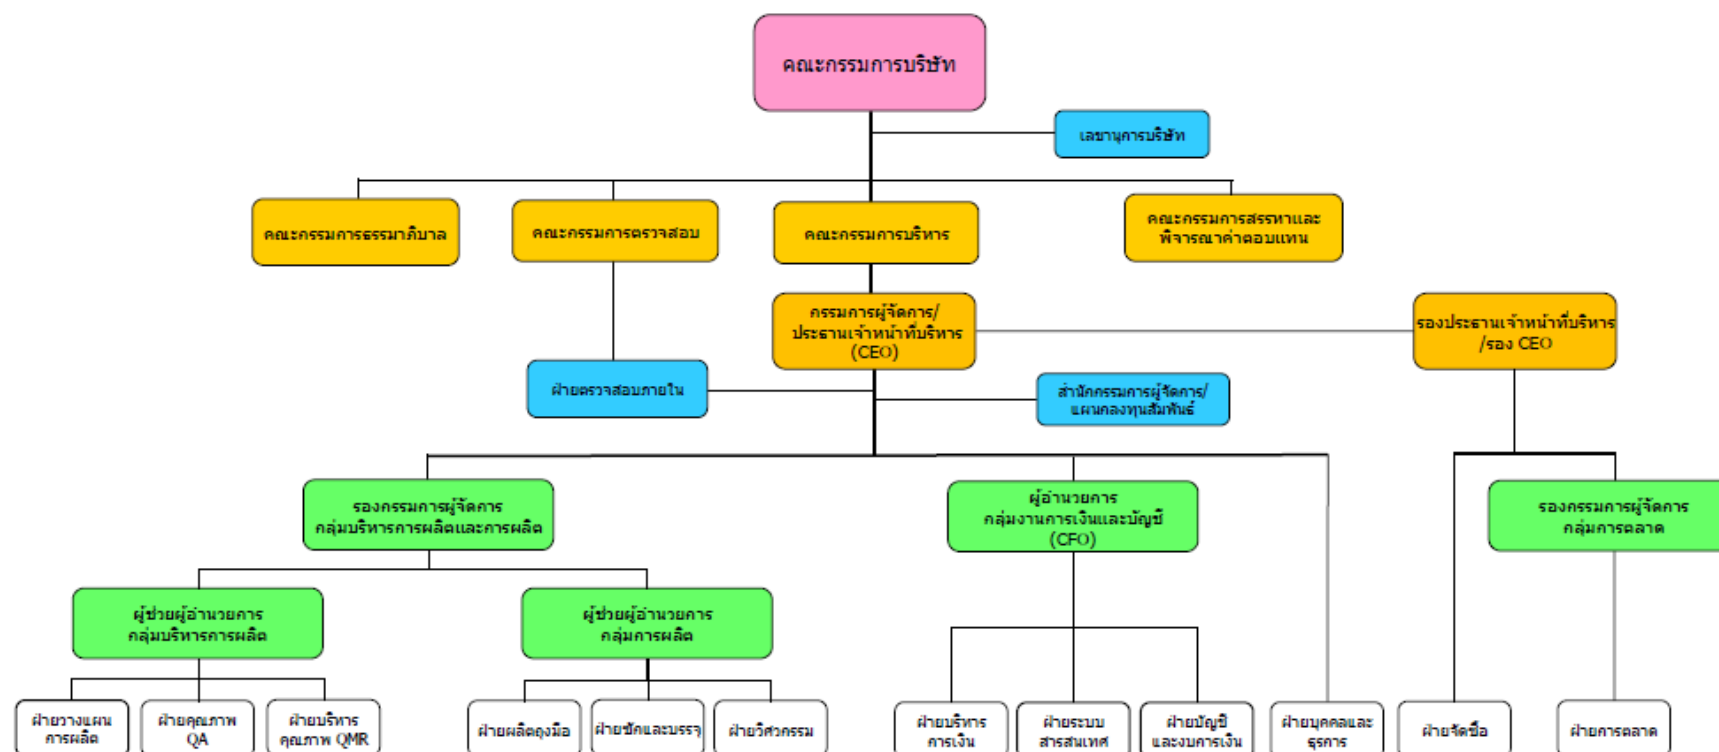 คณะกรรมการบริษัท
เลขานุการบริษัท
คณะกรรมการธรรมาภิบาล
คณะกรรมการตรวจสอบ
คณะกรรมการบริหาร
คณะกรรมการสรรหาและ
พิจารณาค่าตอบแทน
กรรมการผู้จัดการ/
ประธานเจ้าหน้าที่บริหาร
(CEO)
รองประธานเจ้าหน้าที่บริหาร
/รอง CEO
ฝ่ายตรวจสอบภายใน
สำนักกรรมการผู้จัดการ/
แผนกลงทุนสัมพันธ์
รองกรรมการผู้จัดการ
กลุ่มบริหารการผลิตและการผลิต
ผู้อำนวยการ
กลุ่มงานการเงินและบัญชี
(CFO)
รองกรรมการผู้จัดการ
กลุ่มการตลาด
ผู้ช่วยผู้อำนวยการ
กลุ่มบริหารการผลิต
ผู้ช่วยผู้อำนวยการ
กลุ่มการผลิต
ฝ่ายวางแผน
การผลิต
ฝ่ายคุณภาพ
QA
ฝ่ายบริหาร
คุณภาพ QMR
ฝ่ายผลิตถุงมือ
ฝ่ายซักและบรรจุ
ฝ่ายวิศวกรรม
ฝ่ายบริหาร
การเงิน
ฝ่ายระบบ
สารสนเทศ
ฝ่ายบัญชี
และงบการเงิน
ฝ่ายบุคคลและ
ธุรการ
ฝ่ายจัดซื้อ
ฝ่ายการตลาด